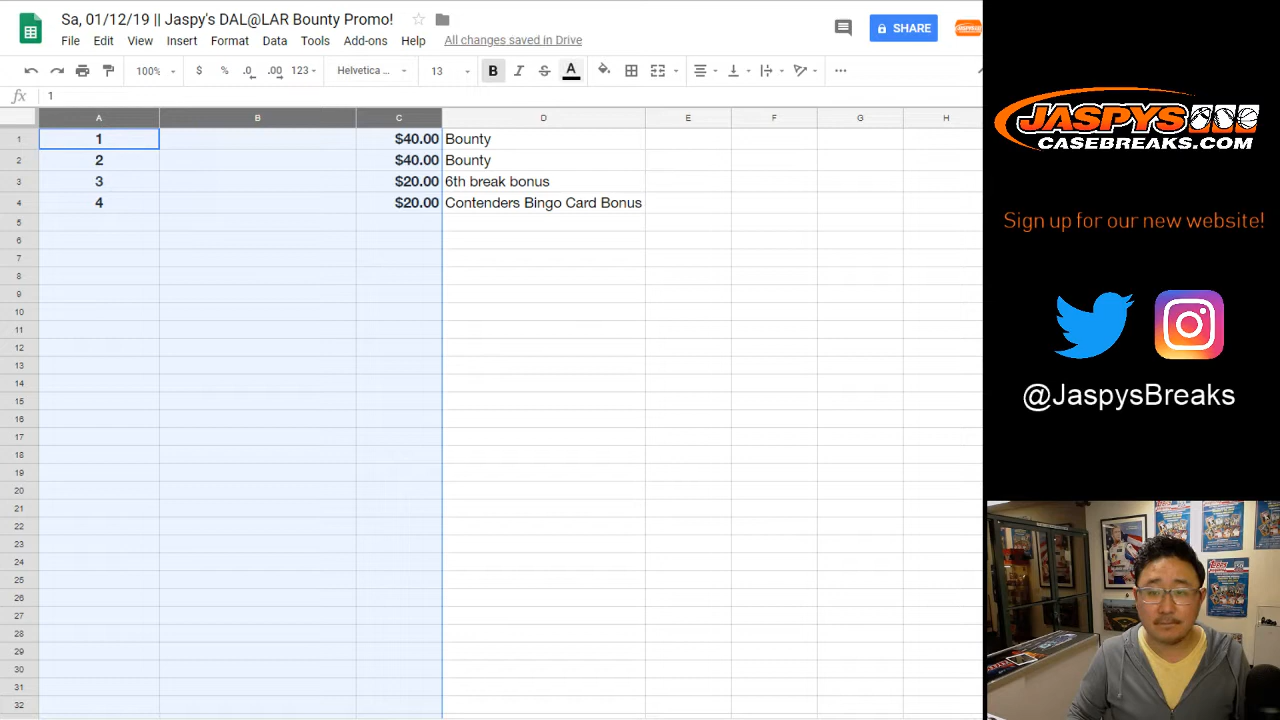 Sa, 01/12/19 || Jaspy's DAL@LAR Bounty Promo!
File Edit View Insert Format Tools Add-ons Help All changes saved in Drive
SHARE
100% $ % .0 .00 123 Helvetica ... 13 B I S A
fx 1
A B C D E F G H
1 1 $40.00 Bounty
2 2 $40.00 Bounty
3 3 $20.00 6th break bonus
4 4 $20.00 Contenders Bingo Card Bonus
5
6
7
8
9
10
11
12
13
14
15
16
17
18
19
20
21
22
23
24
25
26
27
28
29
30
31
32
JASPYS
CASEBREAKS.COM
Sign up for our new website!
@JaspysBreaks